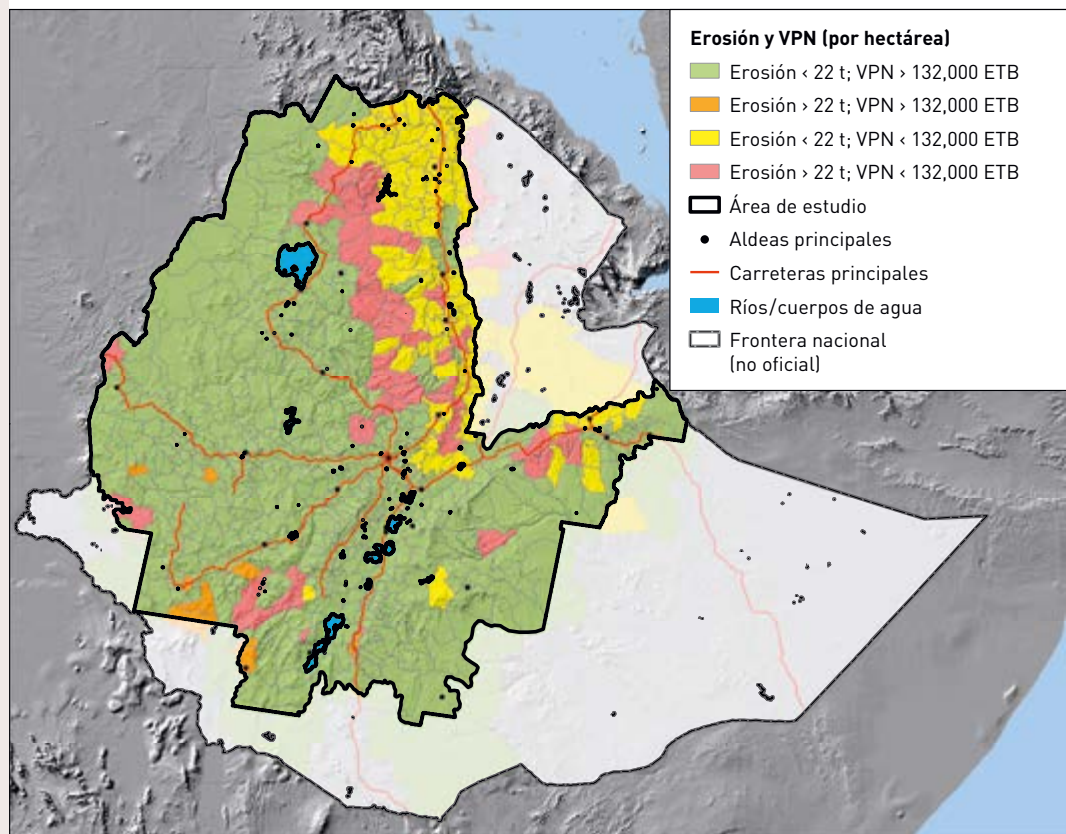 Erosión y VPN (por hectárea)
Erosión ‹ 22 t; VPN › 132,000 ETB
Erosión › 22 t; VPN › 132,000 ETB
Erosión ‹ 22 t; VPN ‹ 132,000 ETB
Erosión › 22 t; VPN ‹ 132,000 ETB
Área de estudio
Aldeas principales
Carreteras principales
Ríos/cuerpos de agua
Frontera nacional
(no oficial)